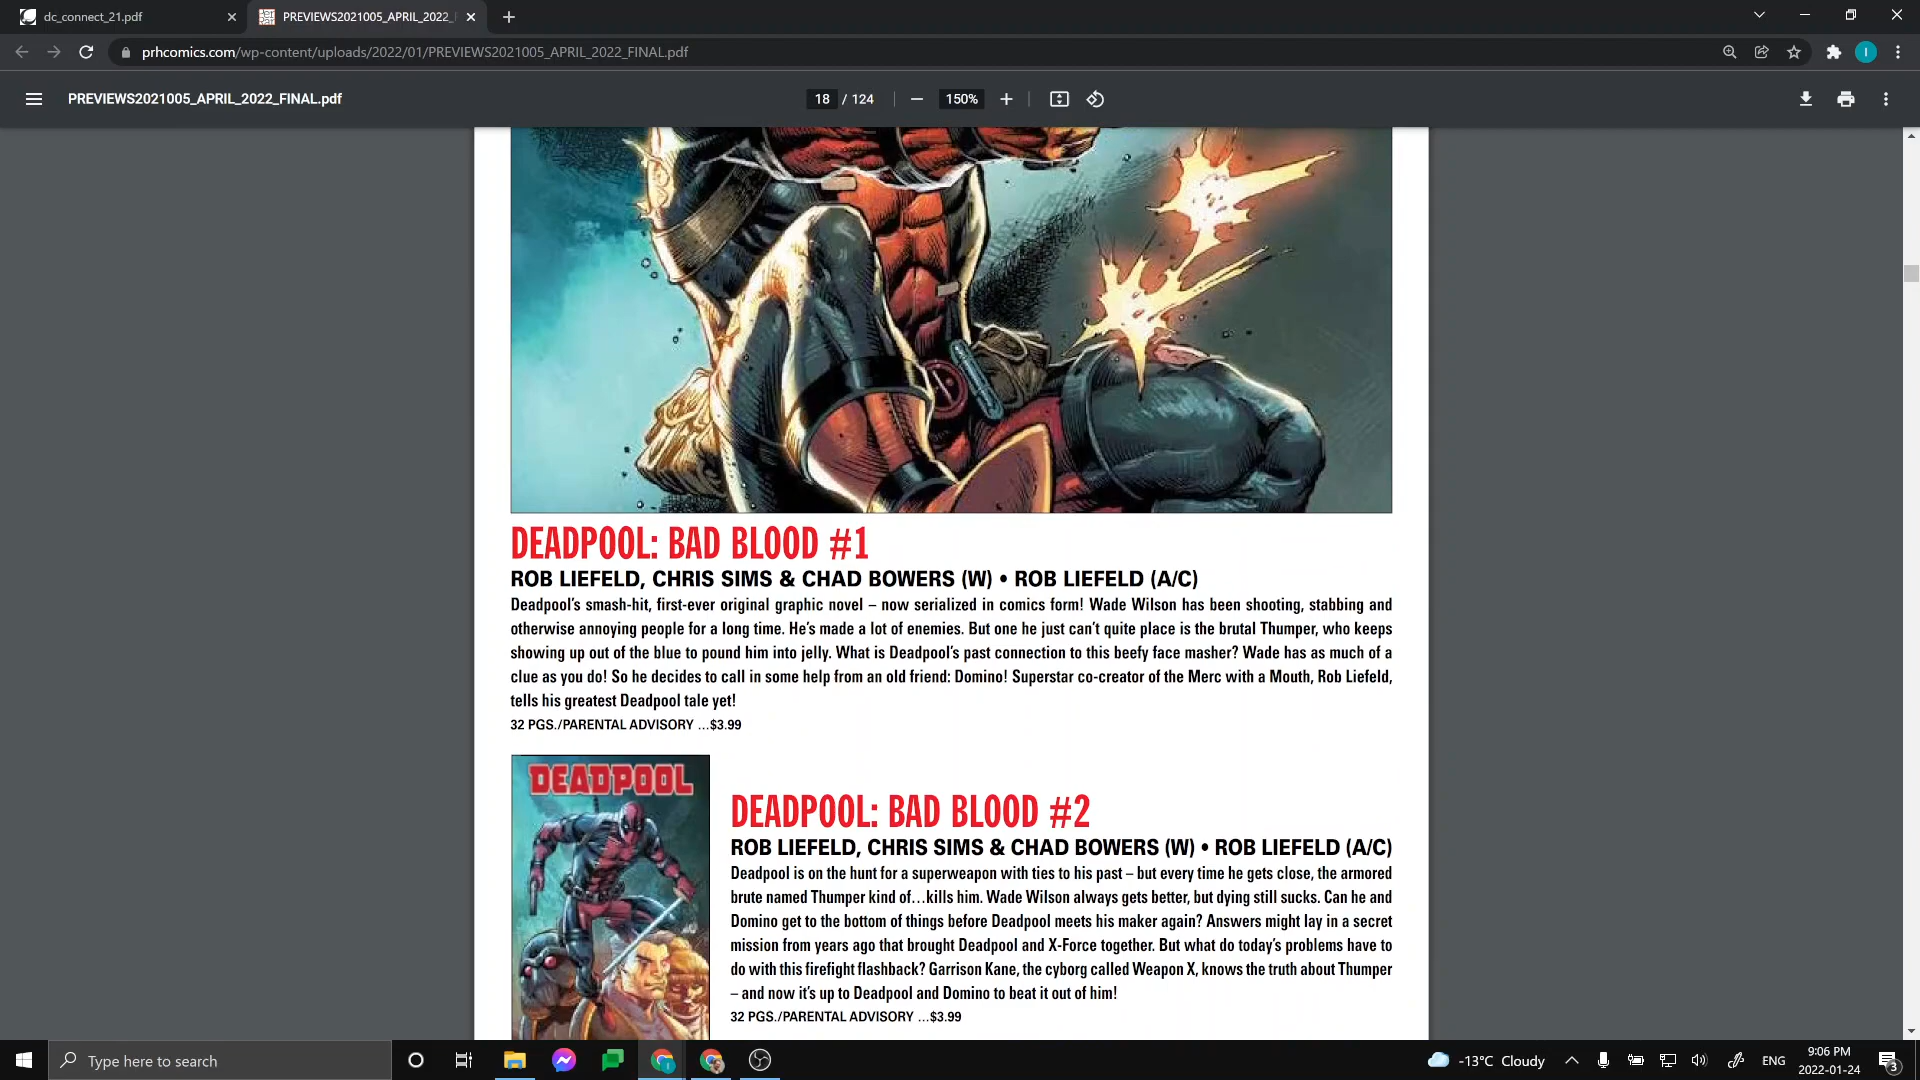 dc_connect_21.pdf
PREVIEWS2021005_APRIL_2022_F
prhcomics.com/wp-content/uploads/2022/01/PREVIEWS2021005_APRIL_2022_FINAL.pdf
I
PREVIEWS2021005_APRIL_2022_FINAL.pdf
18 / 124
150%
DEADPOOL: BAD BLOOD #1
ROB LIEFELD, CHRIS SIMS & CHAD BOWERS (W) • ROB LIEFELD (A/C)
Deadpool's smash-hit, first-ever original graphic novel – now serialized in comics form! Wade Wilson has been shooting, stabbing and
otherwise annoying people for a long time. He's made a lot of enemies. But one he just can't quite place is the brutal Thumper, who keeps
showing up out of the blue to pound him into jelly. What is Deadpool's past connection to this beefy face masher? Wade has as much of a
clue as you do! So he decides to call in some help from an old friend: Domino! Superstar co-creator of the Merc with a Mouth, Rob Liefeld,
tells his greatest Deadpool tale yet!
32 PGS./PARENTAL ADVISORY ...$3.99
DEADPOOL
DEADPOOL: BAD BLOOD #2
ROB LIEFELD, CHRIS SIMS & CHAD BOWERS (W) • ROB LIEFELD (A/C)
Deadpool is on the hunt for a superweapon with ties to his past – but every time he gets close, the armored
brute named Thumper kind of…kills him. Wade Wilson always gets better, but dying still sucks. Can he and
Domino get to the bottom of things before Deadpool meets his maker again? Answers might lay in a secret
mission from years ago that brought Deadpool and X-Force together. But what do today's problems have to
do with this firefight flashback? Garrison Kane, the cyborg called Weapon X, knows the truth about Thumper
– and now it's up to Deadpool and Domino to beat it out of him!
32 PGS./PARENTAL ADVISORY ...$3.99
Type here to search
-13°C Cloudy
ENG
9:06 PM
2022-01-24
3